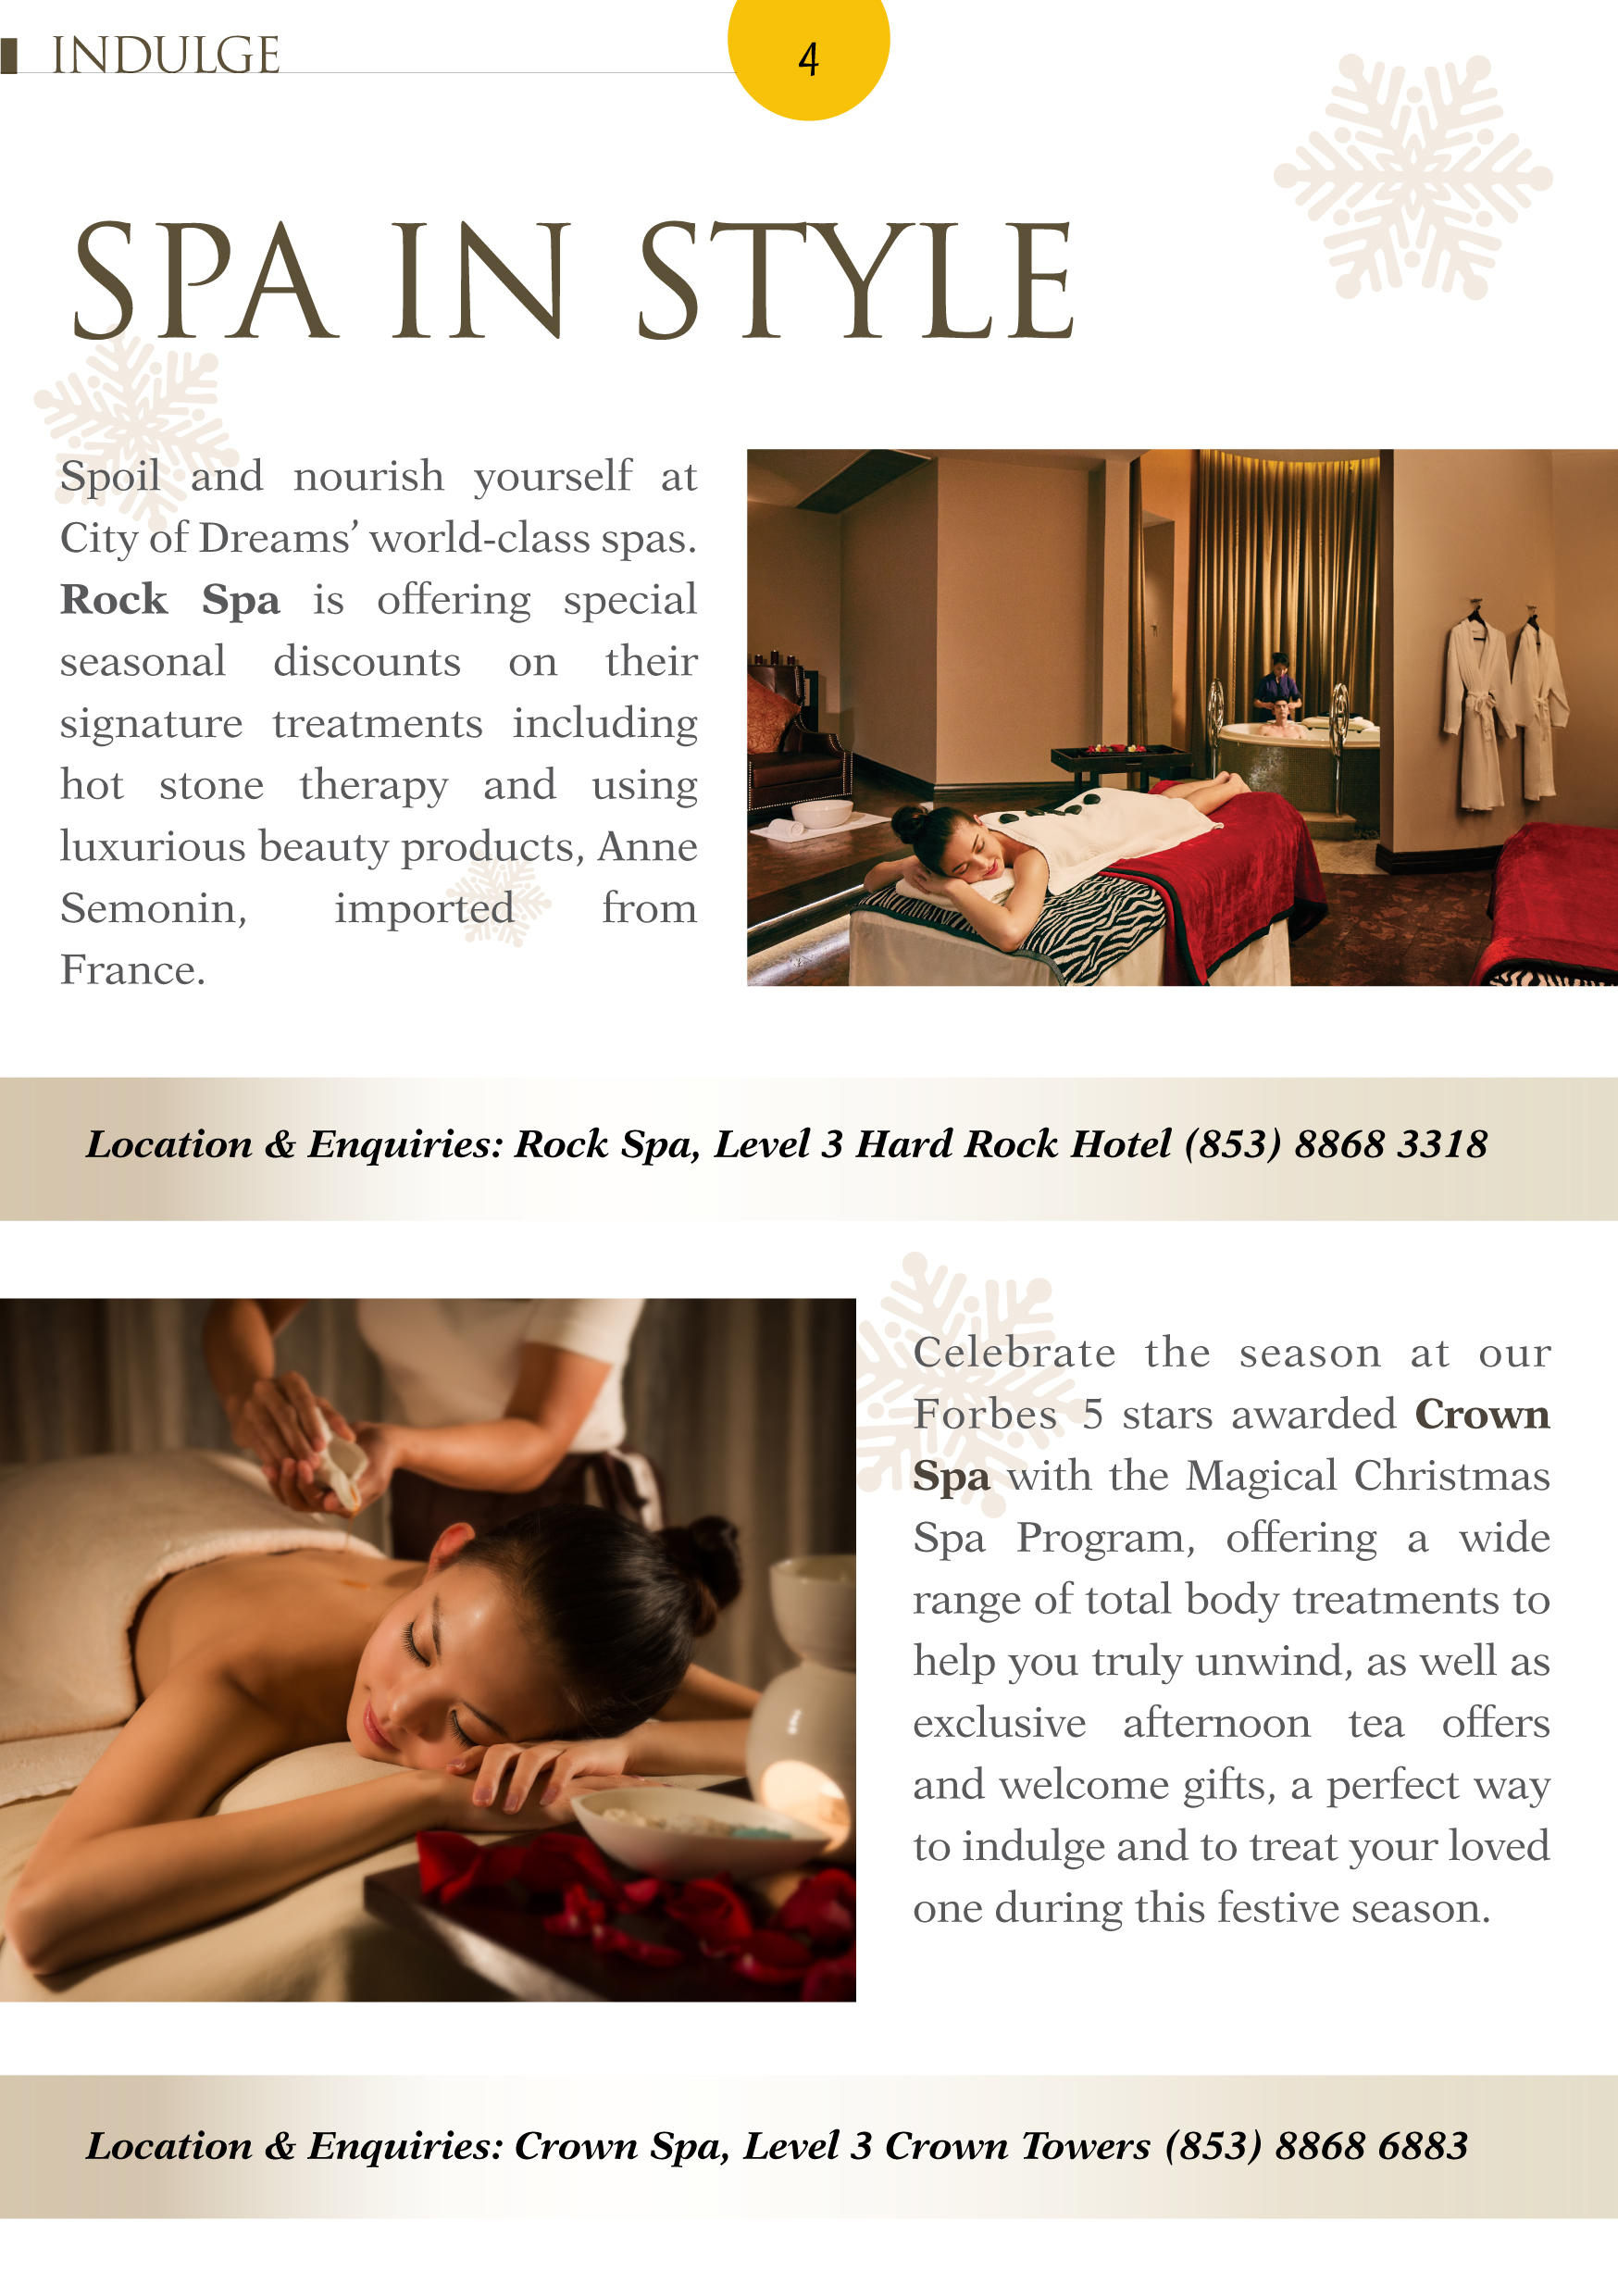 INDULGE
4
SPA IN STYLE
Spoil and nourish yourself at
City of Dreams’ world-class spas.
Rock Spa is offering special
seasonal discounts on their
signature treatments including
hot stone therapy and using
luxurious beauty products, Anne
Semonin, imported from
France.
Location & Enquiries: Rock Spa, Level 3 Hard Rock Hotel (853) 8868 3318
Celebrate the season at our
Forbes 5 stars awarded Crown
Spa with the Magical Christmas
Spa Program, offering a wide
range of total body treatments to
help you truly unwind, as well as
exclusive afternoon tea offers
and welcome gifts, a perfect way
to indulge and to treat your loved
one during this festive season.
Location & Enquiries: Crown Spa, Level 3 Crown Towers (853) 8868 6883